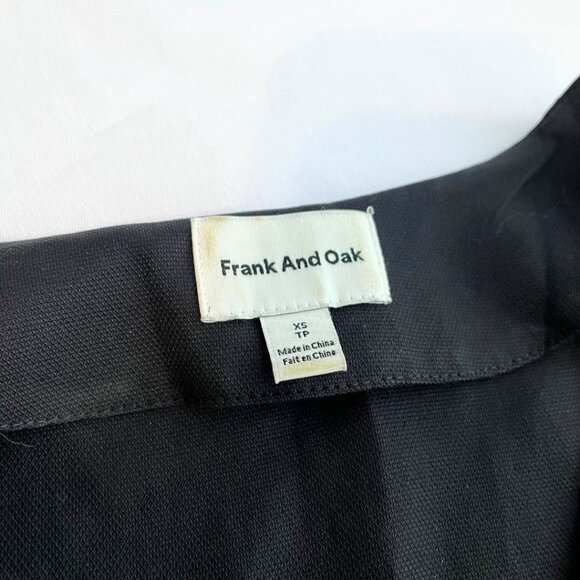 Frank And Oak
XS
TP
Made in China
Fait en Chine